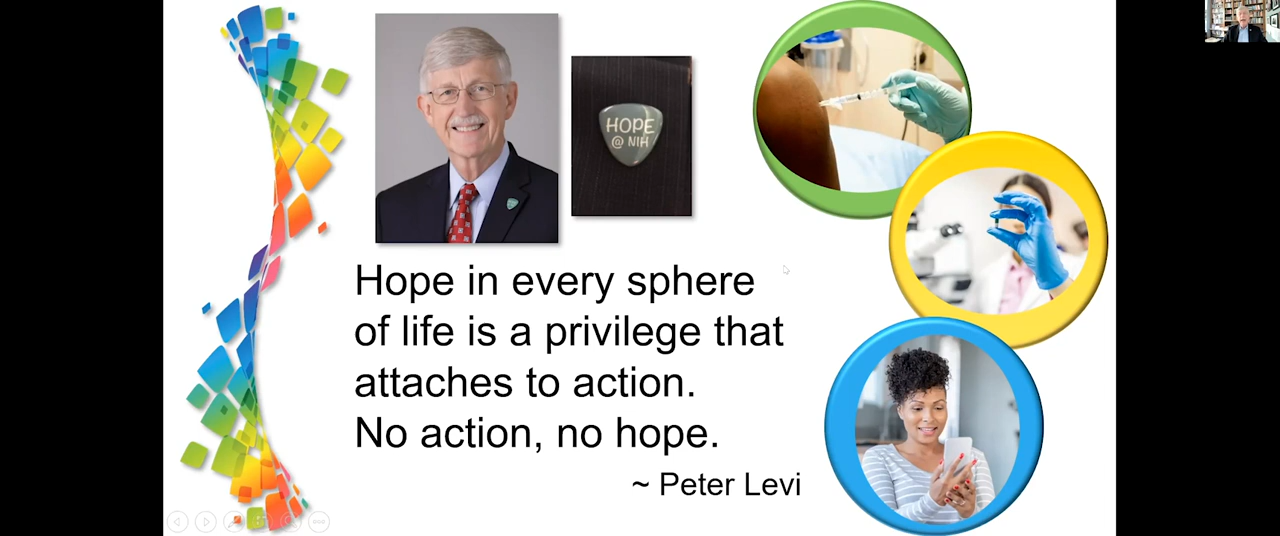 HOPE
@ NIH
Hope in every sphere
of life is a privilege that
attaches to action.
No action, no hope.
~ Peter Levi